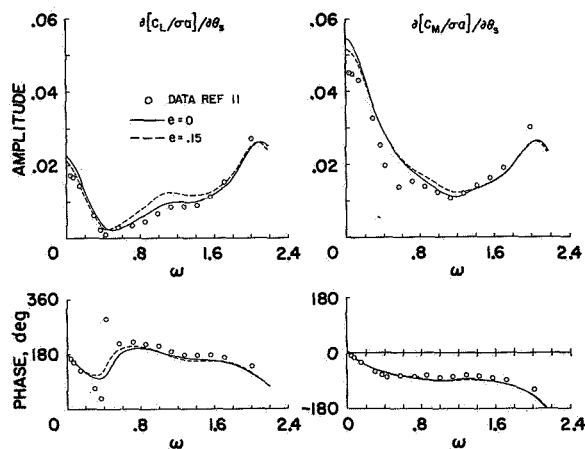 ∂[C_L/σa]/∂θ_s
∂[C_M/σa]/∂θ_s
AMPLITUDE
.06
.04
.02
0
○ DATA REF 11
— e=0
--- e=.15
0 .8 1.6 2.4
ω
.06
.04
.02
0 .8 1.6 2.4
ω
PHASE, deg
360
180
0 .8 1.6 2.4
ω
180
0
-180
0 .8 1.6 2.4
ω